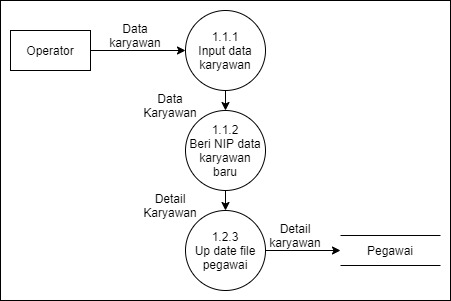 Data
karyawan
Operator
1.1.1
Input data
karyawan
Data
Karyawan
1.1.2
Beri NIP data
karyawan
baru
Detail
Karyawan
1.2.3
Up date file
pegawai
Detail
karyawan
Pegawai